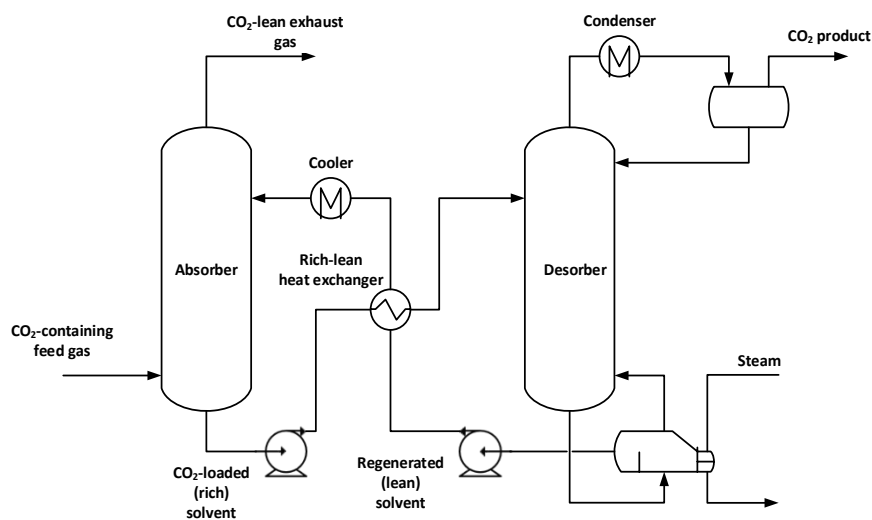 CO₂-lean exhaust
gas
Condenser
CO₂ product
Cooler
Rich-lean
heat exchanger
Absorber
Desorber
CO₂-containing
feed gas
Steam
CO₂-loaded
(rich)
solvent
Regenerated
(lean)
solvent